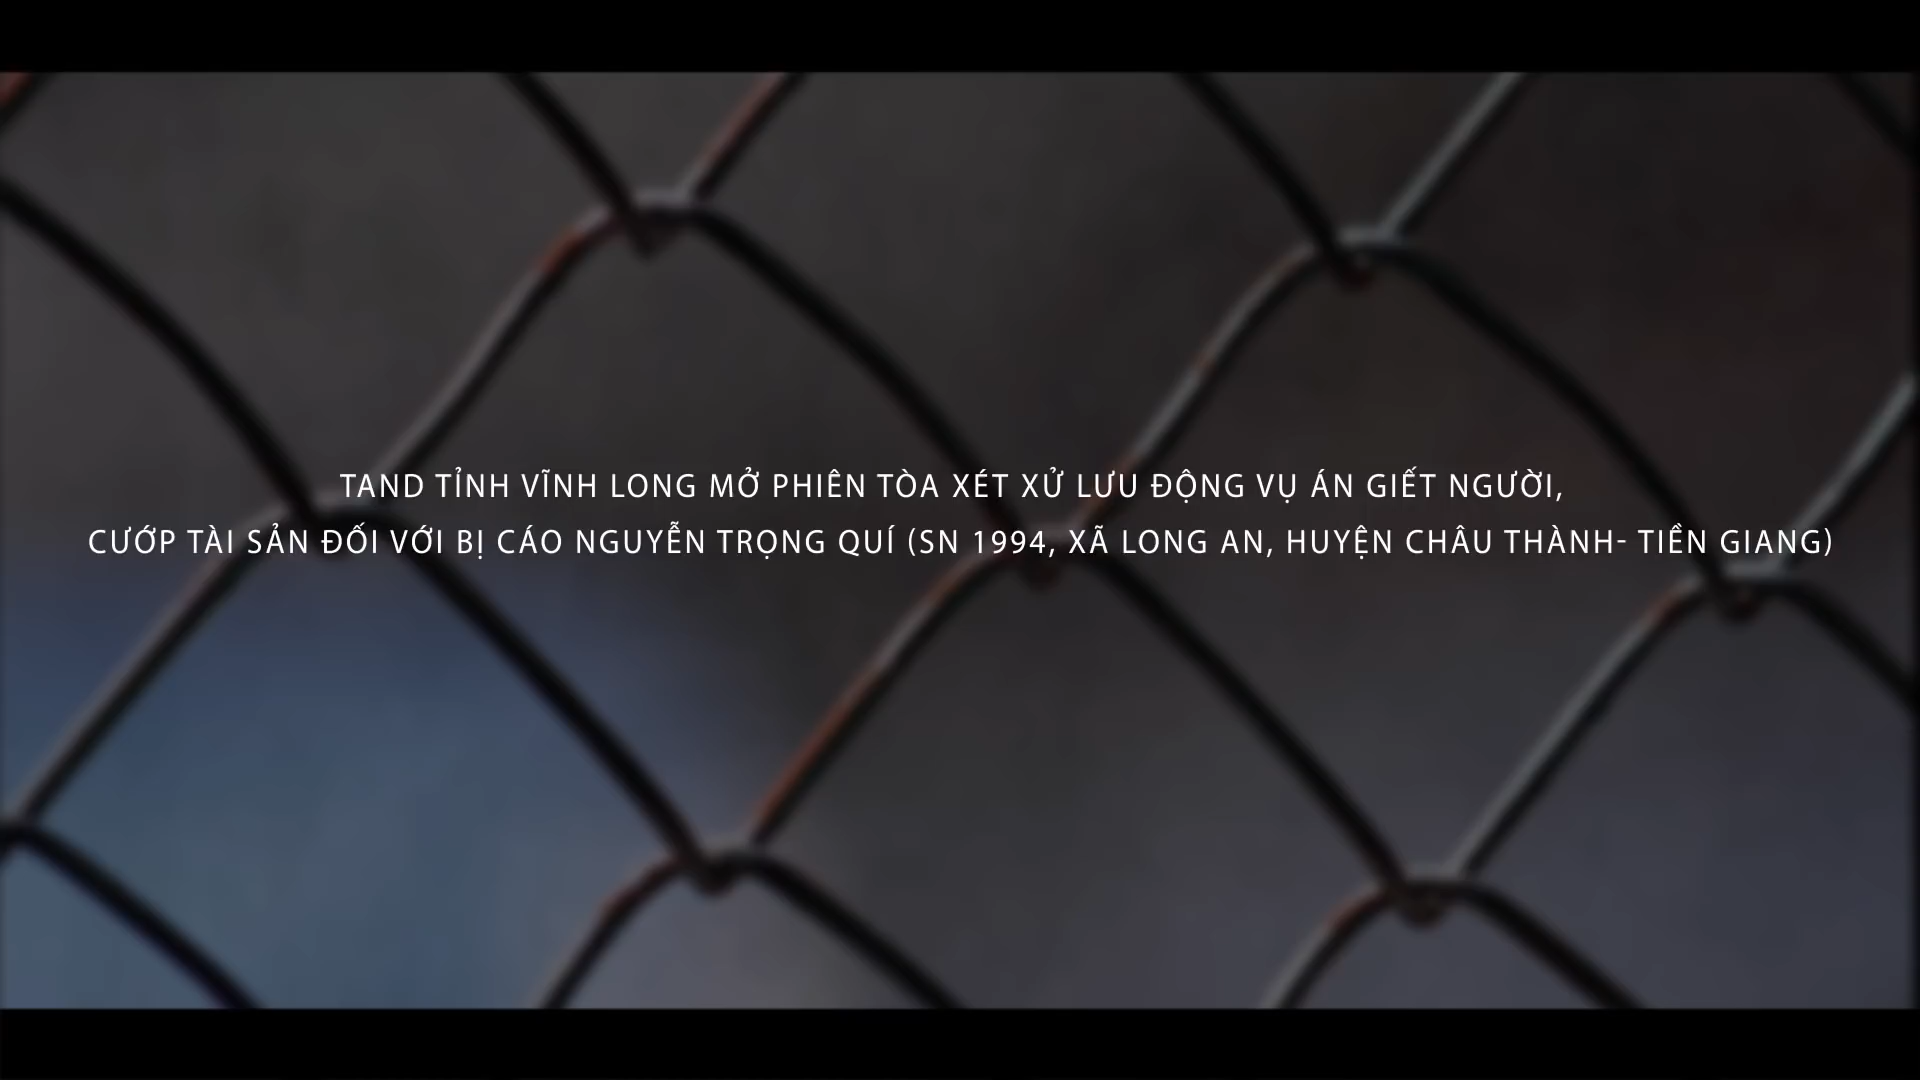 TAND TỈNH VĨNH LONG MỞ PHIÊN TÒA XÉT XỬ LƯU ĐỘNG VỤ ÁN GIẾT NGƯỜI,
CƯỚP TÀI SẢN ĐỐI VỚI BỊ CÁO NGUYỄN TRỌNG QUÍ (SN 1994, XÃ LONG AN, HUYỆN CHÂU THÀNH- TIỀN GIANG)